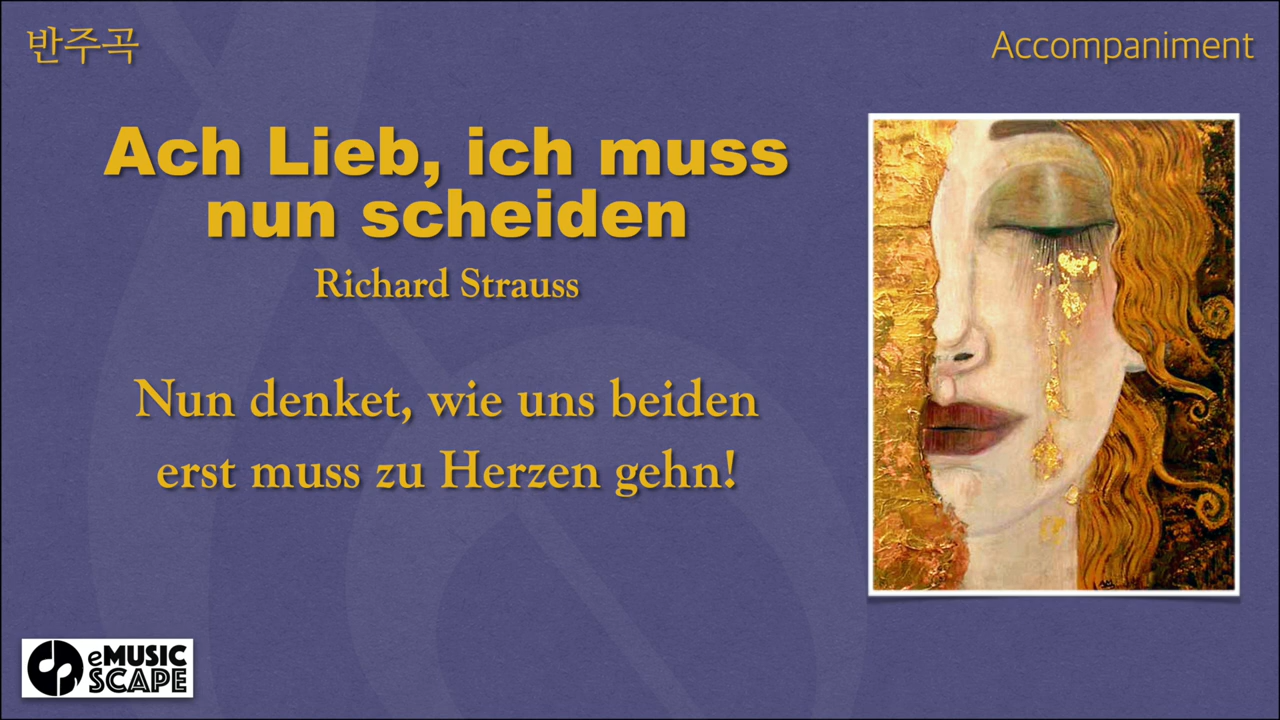 반주곡
Accompaniment
Ach Lieb, ich muss
nun scheiden
Richard Strauss
Nun denket, wie uns beiden
erst muss zu Herzen gehn!
eMUSIC
SCAPE